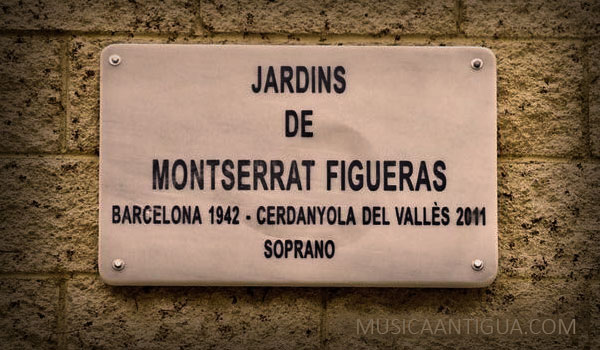 JARDINS
DE
MONTSERRAT FIGUERAS
BARCELONA 1942 - CERDANYOLA DEL VALLÈS 2011
SOPRANO
MUSICAANTIGUA.COM